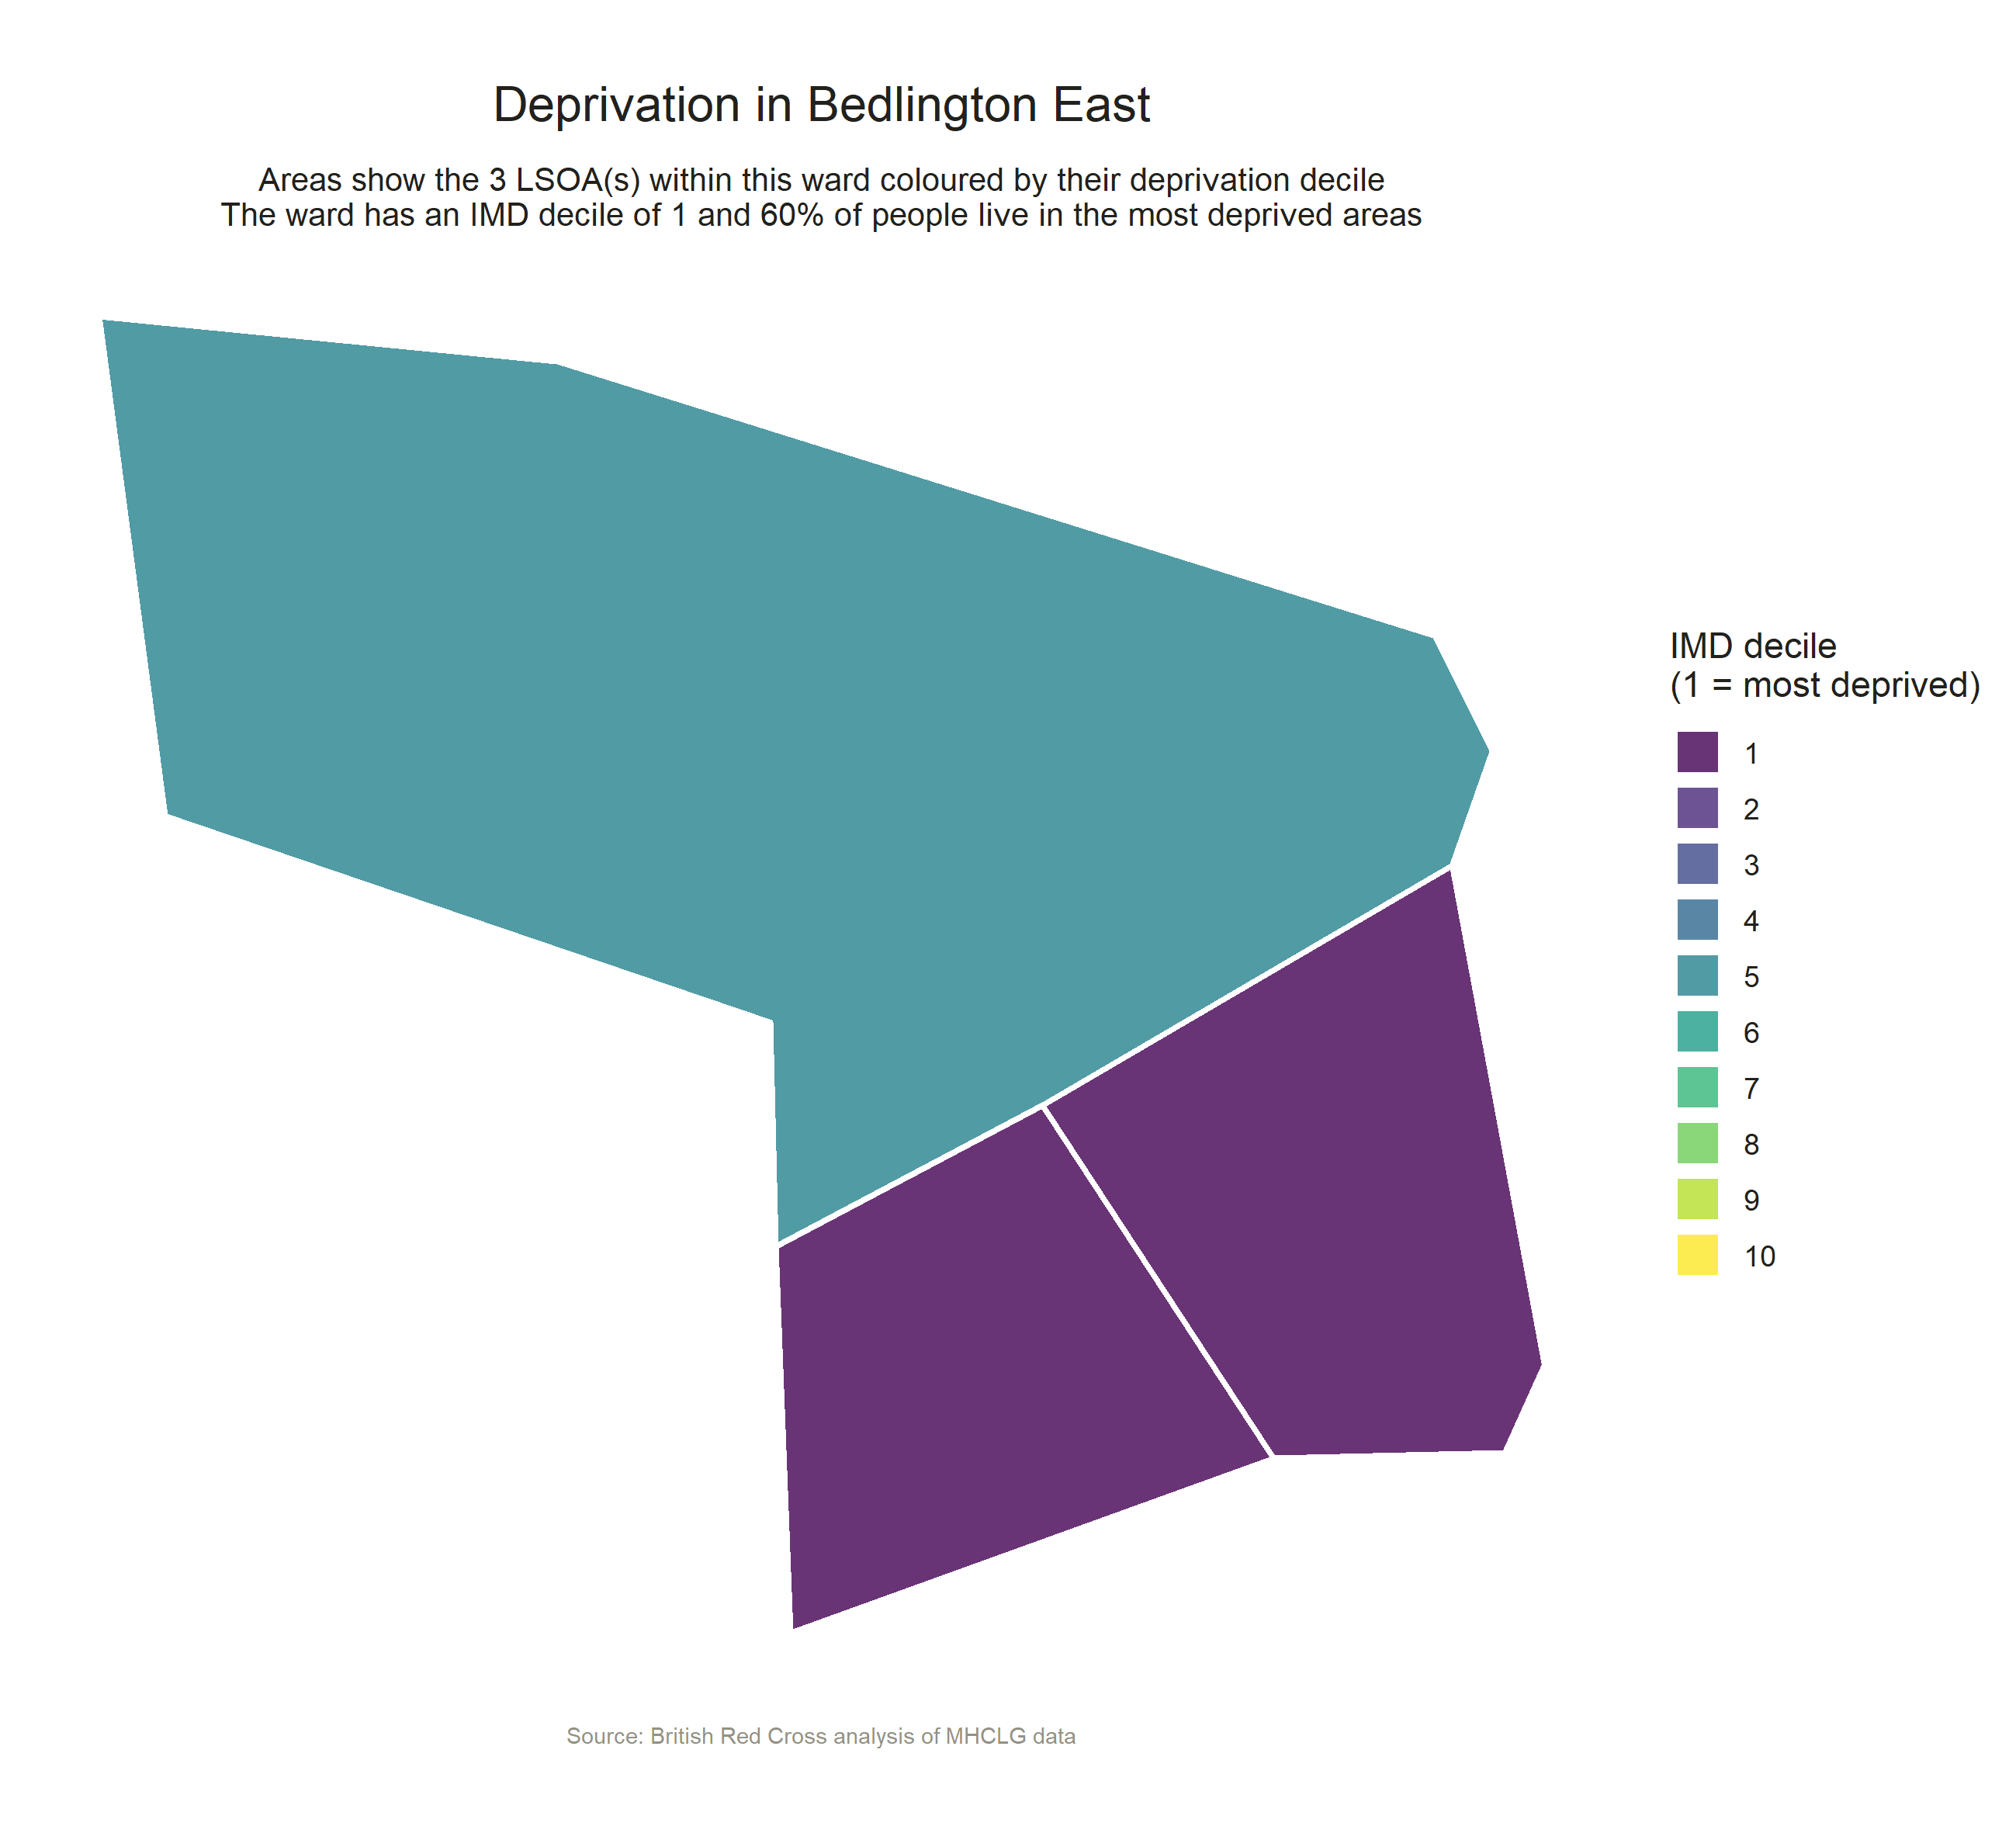 Deprivation in Bedlington East
Areas show the 3 LSOA(s) within this ward coloured by their deprivation decile
The ward has an IMD decile of 1 and 60% of people live in the most deprived areas
IMD decile
(1 = most deprived)
1
2
3
4
5
6
7
8
9
10
Source: British Red Cross analysis of MHCLG data